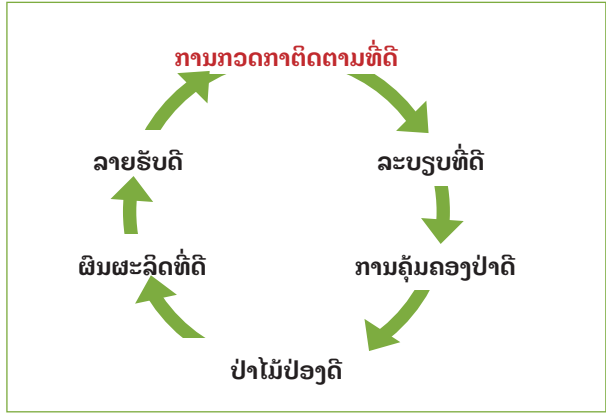 ການກວດກາຕິດຕາມທີ່ດີ
ລະບຽບທີ່ດີ
ການຄຸ້ມຄອງປ່າດີ
ປ່າໄມ້ປ່ອງດີ
ຜົນຜະລິດທີ່ດີ
ລາຍຮັບດີ